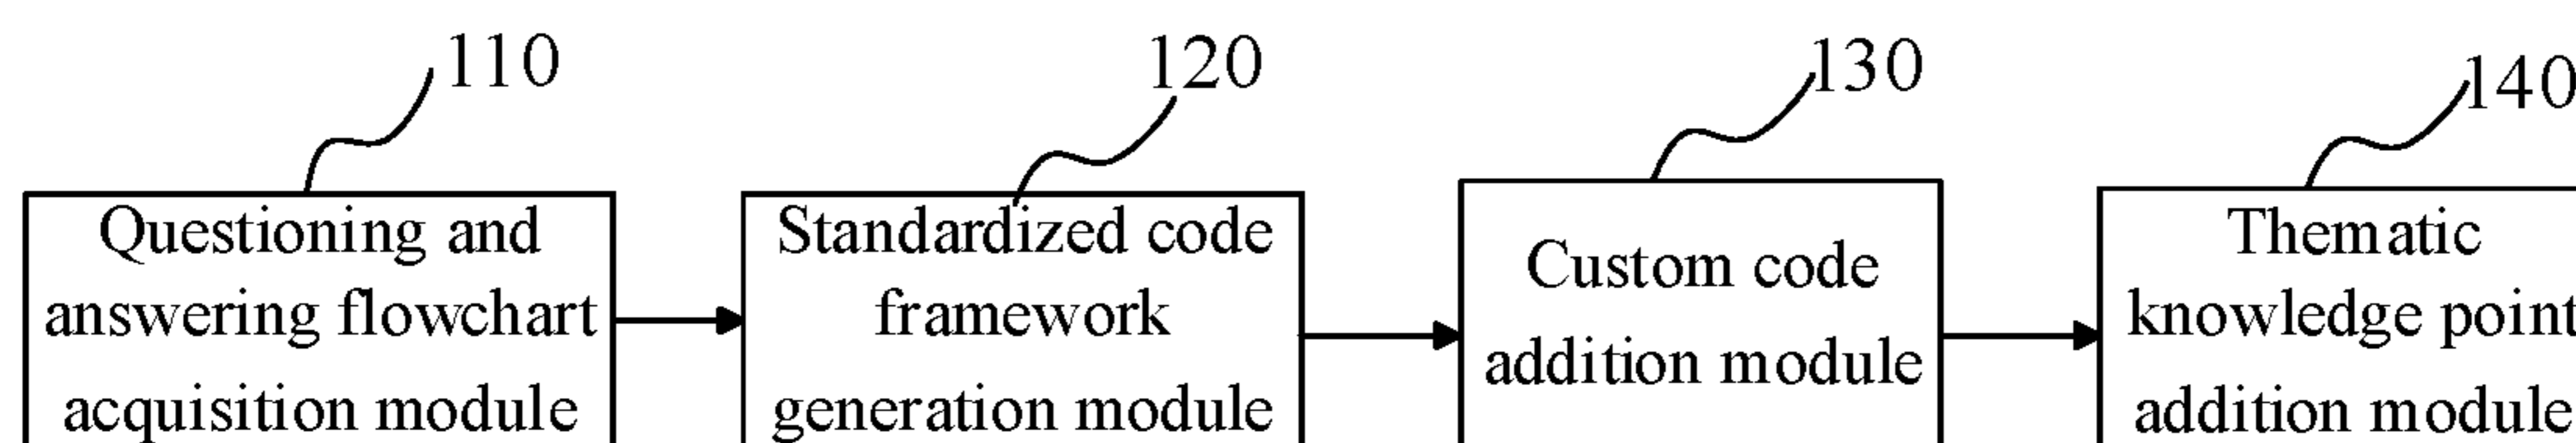 110
120
130
140
Questioning and
answering flowchart
acquisition module
Standardized code
framework
generation module
Custom code
addition module
Thematic
knowledge point
addition module